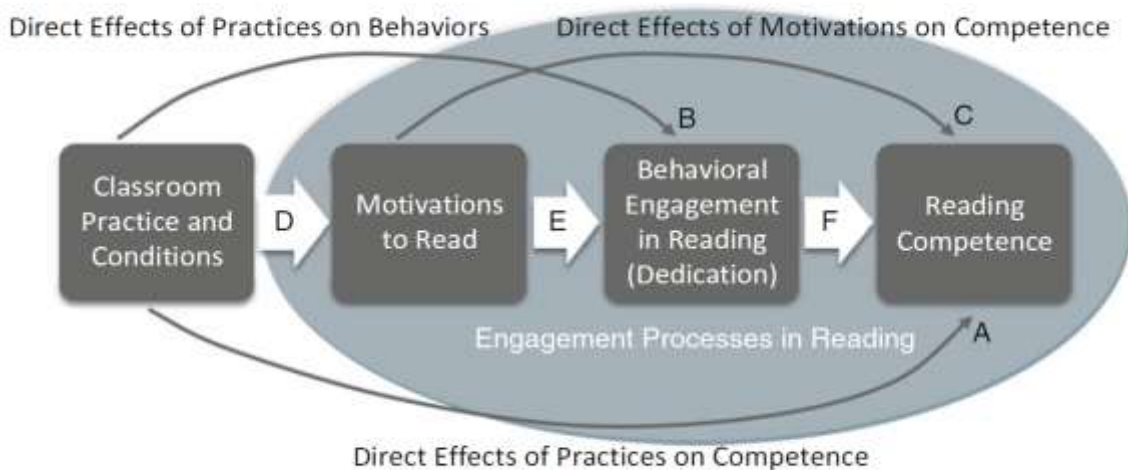 Direct Effects of Practices on Behaviors
Direct Effects of Motivations on Competence
B
C
Classroom
Practice and
Conditions
D
Motivations
to Read
E
Behavioral
Engagement
in Reading
(Dedication)
F
Reading
Competence
Engagement Processes in Reading
A
Direct Effects of Practices on Competence